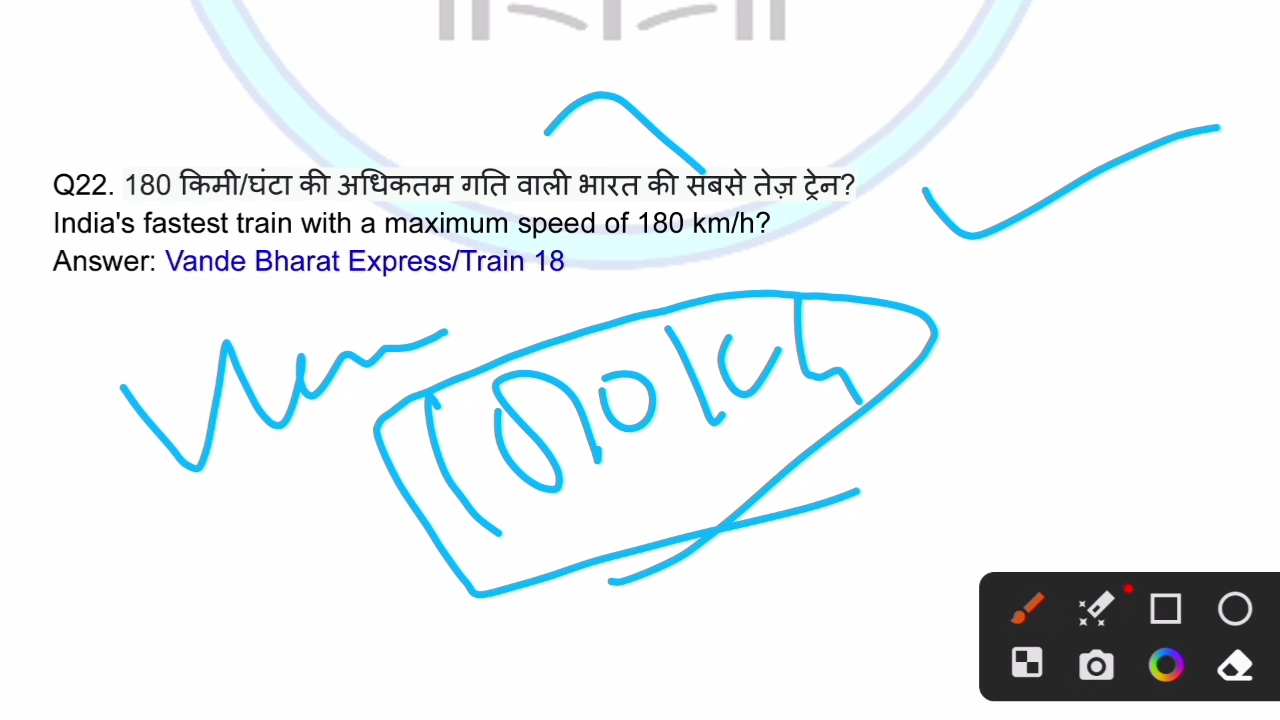 Q22. 180 किमी/घंटा की अधिकतम गति वाली भारत की सबसे तेज़ ट्रेन?
India's fastest train with a maximum speed of 180 km/h?
Answer: Vande Bharat Express/Train 18
180km